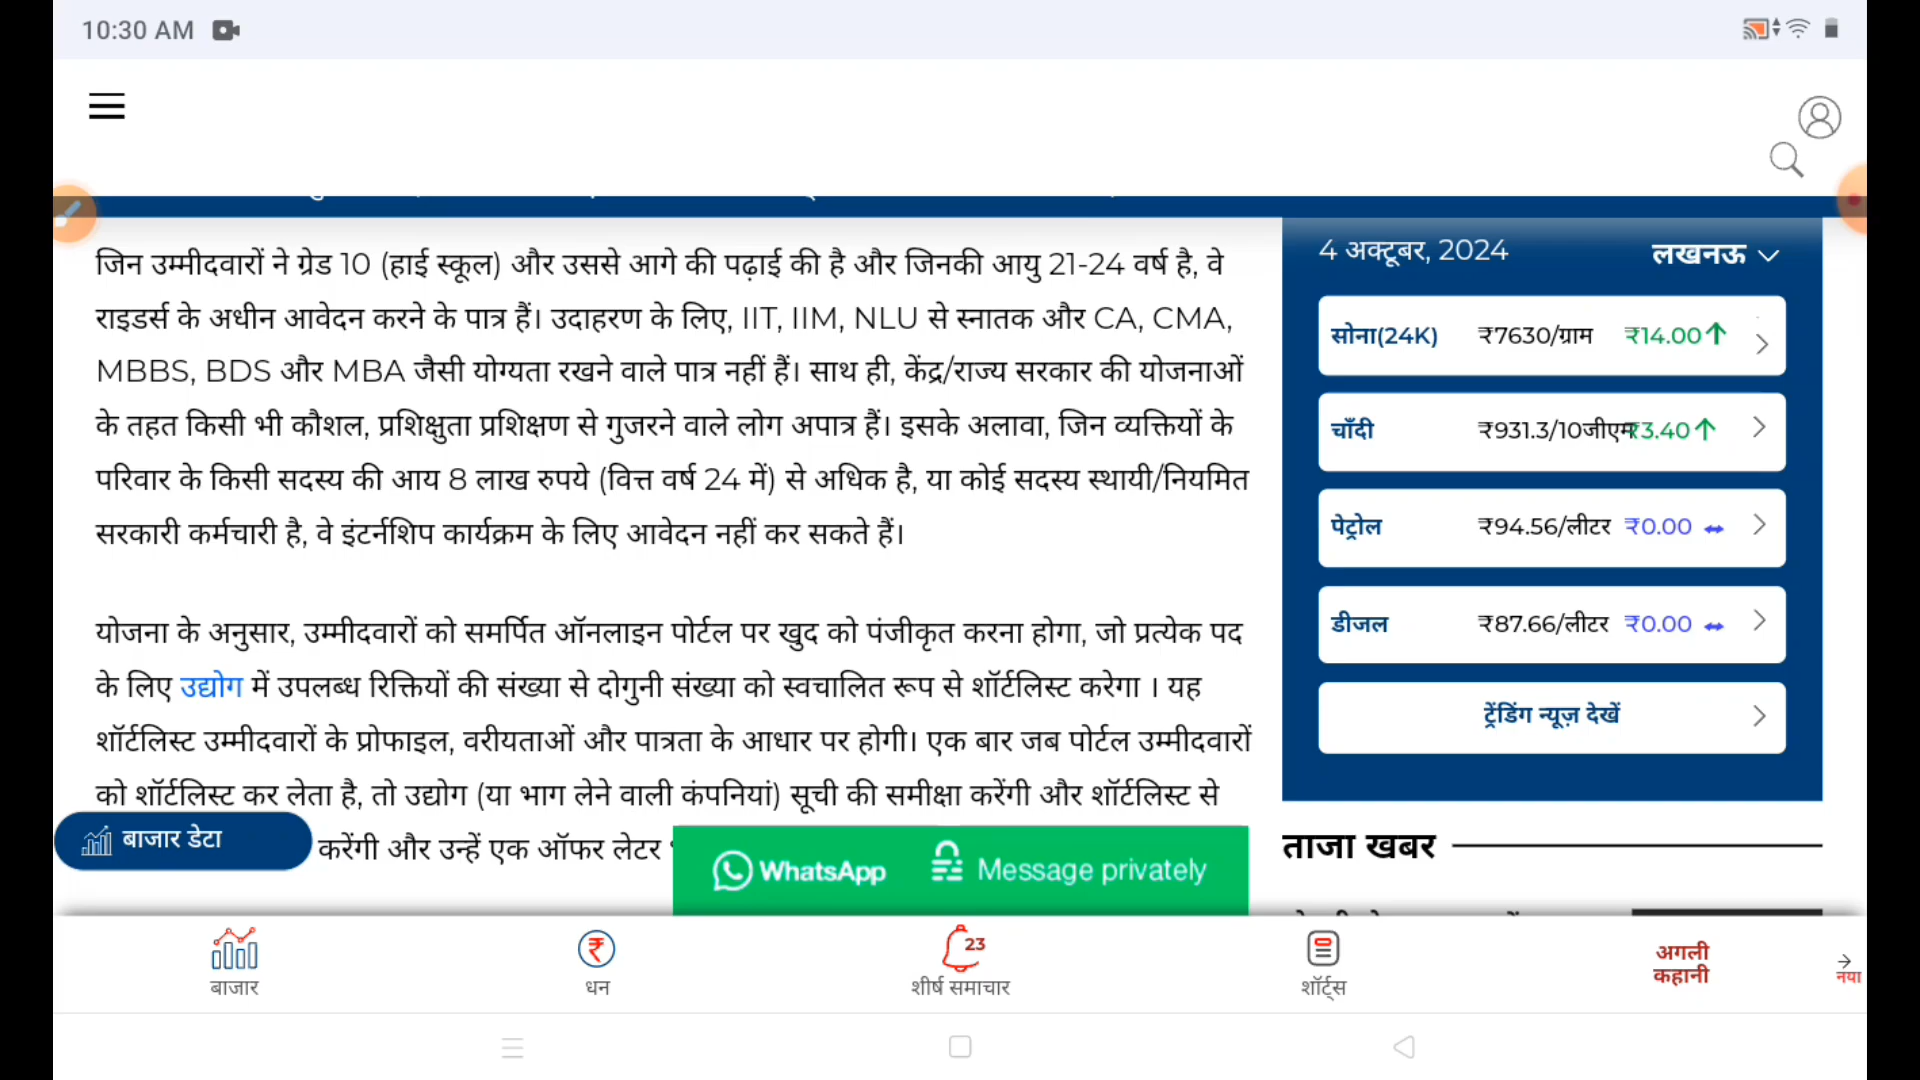 10:30 AM
जिन उम्मीदवारों ने ग्रेड 10 (हाई स्कूल) और उससे आगे की पढ़ाई की है और जिनकी आयु 21-24 वर्ष है, वे
राइडर्स के अधीन आवेदन करने के पात्र हैं। उदाहरण के लिए, IIT, IIM, NLU से स्नातक और CA, CMA,
MBBS, BDS और MBA जैसी योग्यता रखने वाले पात्र नहीं हैं। साथ ही, केंद्र/राज्य सरकार की योजनाओं
के तहत किसी भी कौशल, प्रशिक्षुता प्रशिक्षण से गुजरने वाले लोग अपात्र हैं। इसके अलावा, जिन व्यक्तियों के
परिवार के किसी सदस्य की आय 8 लाख रुपये (वित्त वर्ष 24 में) से अधिक है, या कोई सदस्य स्थायी/नियमित
सरकारी कर्मचारी है, वे इंटर्नशिप कार्यक्रम के लिए आवेदन नहीं कर सकते हैं।
योजना के अनुसार, उम्मीदवारों को समर्पित ऑनलाइन पोर्टल पर खुद को पंजीकृत करना होगा, जो प्रत्येक पद
के लिए उद्योग में उपलब्ध रिक्तियों की संख्या से दोगुनी संख्या को स्वचालित रूप से शॉर्टलिस्ट करेगा । यह
शॉर्टलिस्ट उम्मीदवारों के प्रोफाइल, वरीयताओं और पात्रता के आधार पर होगी। एक बार जब पोर्टल उम्मीदवारों
को शॉर्टलिस्ट कर लेता है, तो उद्योग (या भाग लेने वाली कंपनियां) सूची की समीक्षा करेंगी और शॉर्टलिस्ट से
करेंगी और उन्हें एक ऑफर लेटर
बाजार डेटा
WhatsApp Message privately
4 अक्टूबर, 2024 लखनऊ
सोना(24K) ₹7630/ग्राम ₹14.00
चाँदी ₹931.3/10जीएम ₹3.40
पेट्रोल ₹94.56/लीटर ₹0.00
डीजल ₹87.66/लीटर ₹0.00
ट्रेंडिंग न्यूज़ देखें
ताजा खबर
बाजार
धन
23
शीर्ष समाचार
शॉर्ट्स
अगली
कहानी
नया